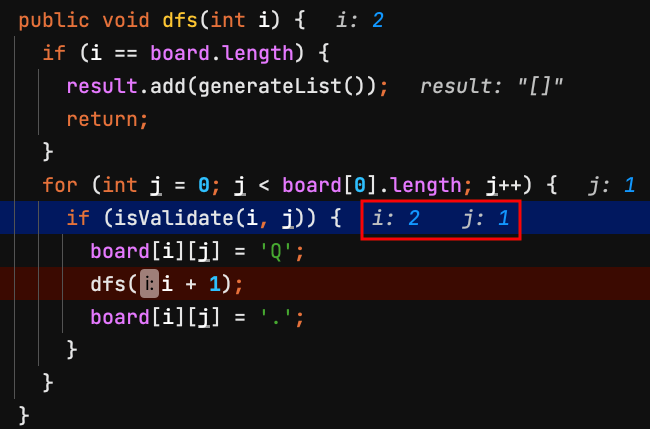 public void dfs(int i) {   i: 2
  if (i == board.length) {
    result.add(generateList());   result: "[]"
    return;
  }
  for (int j = 0; j < board[0].length; j++) {   j: 1
    if (isValidate(i, j)) {   i: 2   j: 1
      board[i][j] = 'Q';
      dfs( i: i + 1);
      board[i][j] = '.';
    }
  }
}